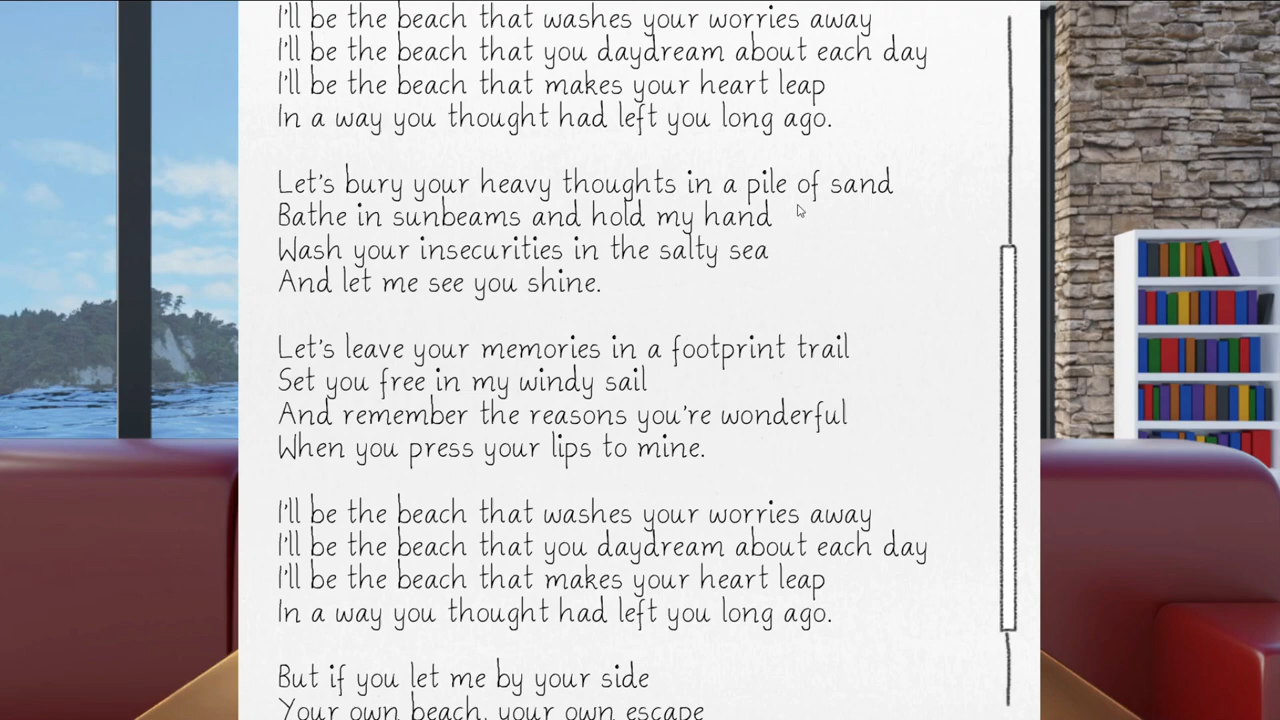 I'll be the beach that washes your worries away
I'll be the beach that you daydream about each day
I'll be the beach that makes your heart leap
In a way you thought had left you long ago.
Let's bury your heavy thoughts in a pile of sand
Bathe in sunbeams and hold my hand
Wash your insecurities in the salty sea
And let me see you shine.
Let's leave your memories in a footprint trail
Set you free in my windy sail
And remember the reasons you're wonderful
When you press your lips to mine.
I'll be the beach that washes your worries away
I'll be the beach that you daydream about each day
I'll be the beach that makes your heart leap
In a way you thought had left you long ago.
But if you let me by your side
Your own beach, your own escape